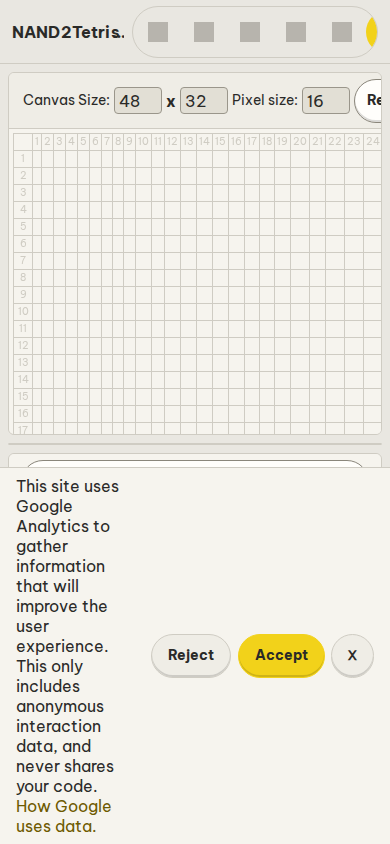 NAND2Tetris..
Canvas Size: 48 x 32 Pixel size: 16 Re
1 2 3 4 5 6 7 8 9 10 11 12 13 14 15 16 17 18 19 20 21 22 23 24
1
2
3
4
5
6
7
8
9
10
11
12
13
14
15
16
17
This site uses
Google
Analytics to
gather
information
that will
improve the
user
experience.
This only
includes
anonymous
interaction
data, and
never shares
your code.
How Google
uses data.
Reject Accept X